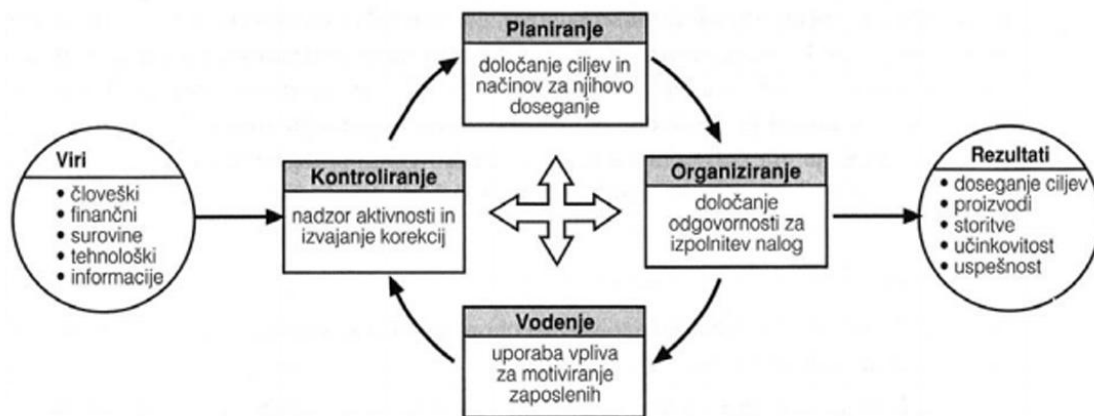 Planiranje
določanje ciljev in
načinov za njihovo
doseganje
Viri
• človeški
• finančni
• surovine
• tehnološki
• informacije
Kontroliranje
nadzor aktivnosti in
izvajanje korekcij
Organiziranje
določanje
odgovornosti za
izpolnitev nalog
Rezultati
• doseganje ciljev
• proizvodi
• storitve
• učinkovitost
• uspešnost
Vodenje
uporaba vpliva
za motiviranje
zaposlenih